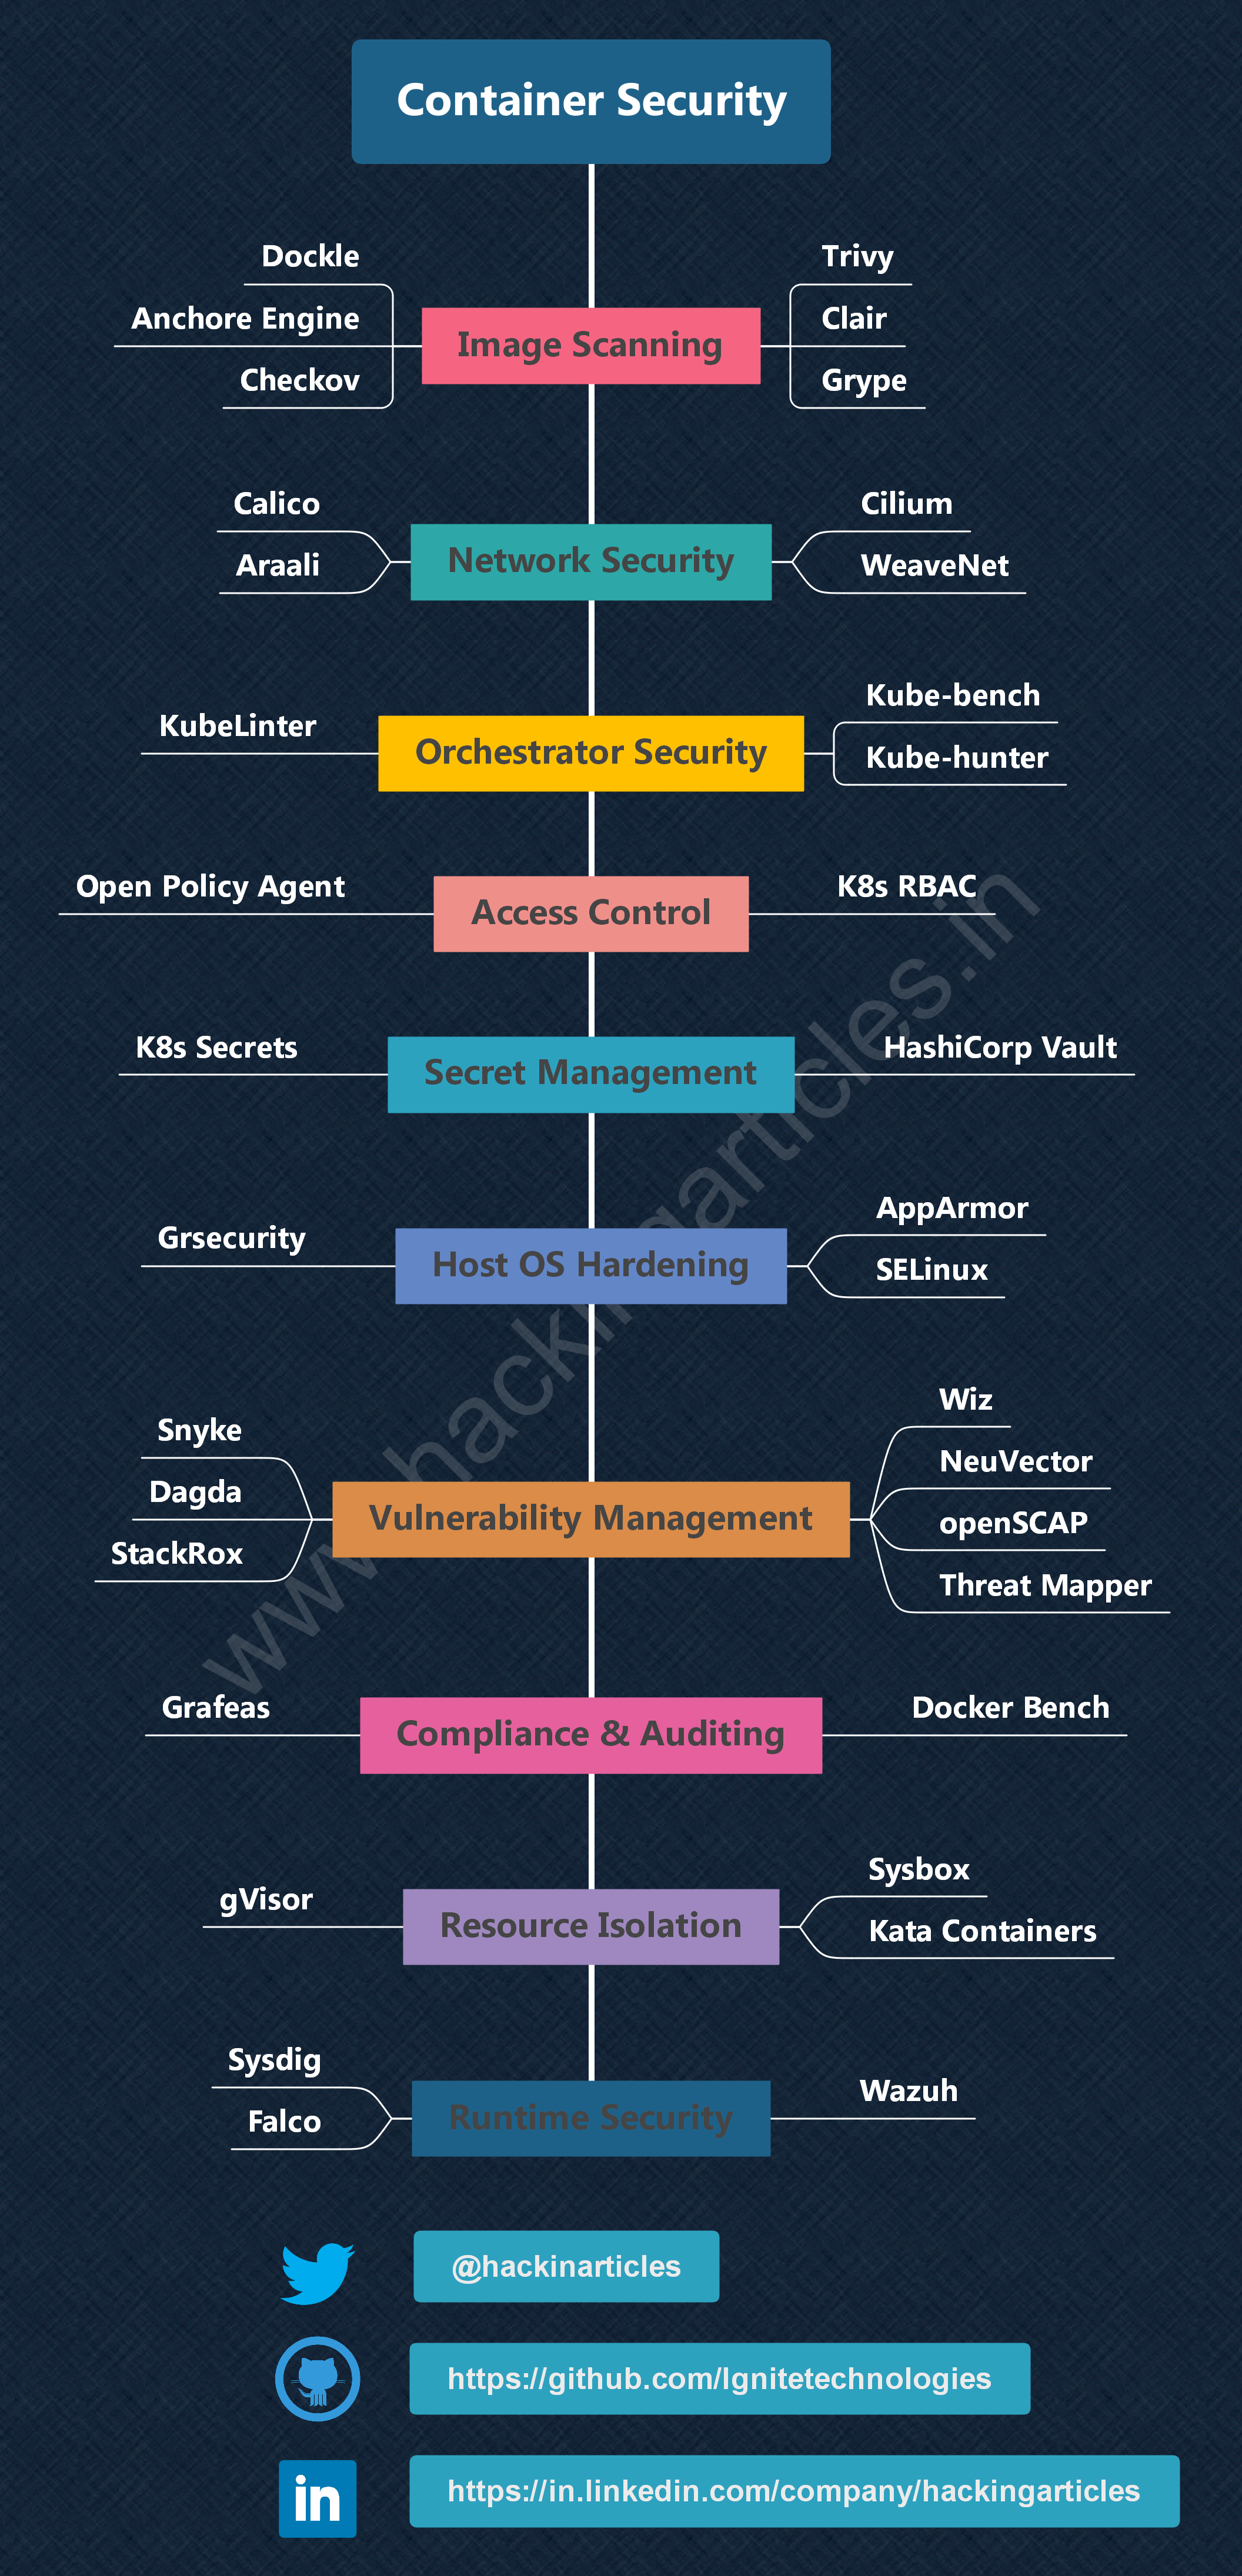 Container Security
Dockle
Anchore Engine
Checkov
Image Scanning
Trivy
Clair
Grype
Calico
Araali
Network Security
Cilium
WeaveNet
KubeLinter
Orchestrator Security
Kube-bench
Kube-hunter
Open Policy Agent
Access Control
K8s RBAC
K8s Secrets
Secret Management
HashiCorp Vault
Grsecurity
Host OS Hardening
AppArmor
SELinux
Snyke
Dagda
StackRox
Vulnerability Management
Wiz
NeuVector
openSCAP
Threat Mapper
Grafeas
Compliance & Auditing
Docker Bench
gVisor
Resource Isolation
Sysbox
Kata Containers
Sysdig
Falco
Runtime Security
Wazuh
www.hackingarticles.in
@hackinarticles
https://github.com/Ignitetechnologies
in
https://in.linkedin.com/company/hackingarticles